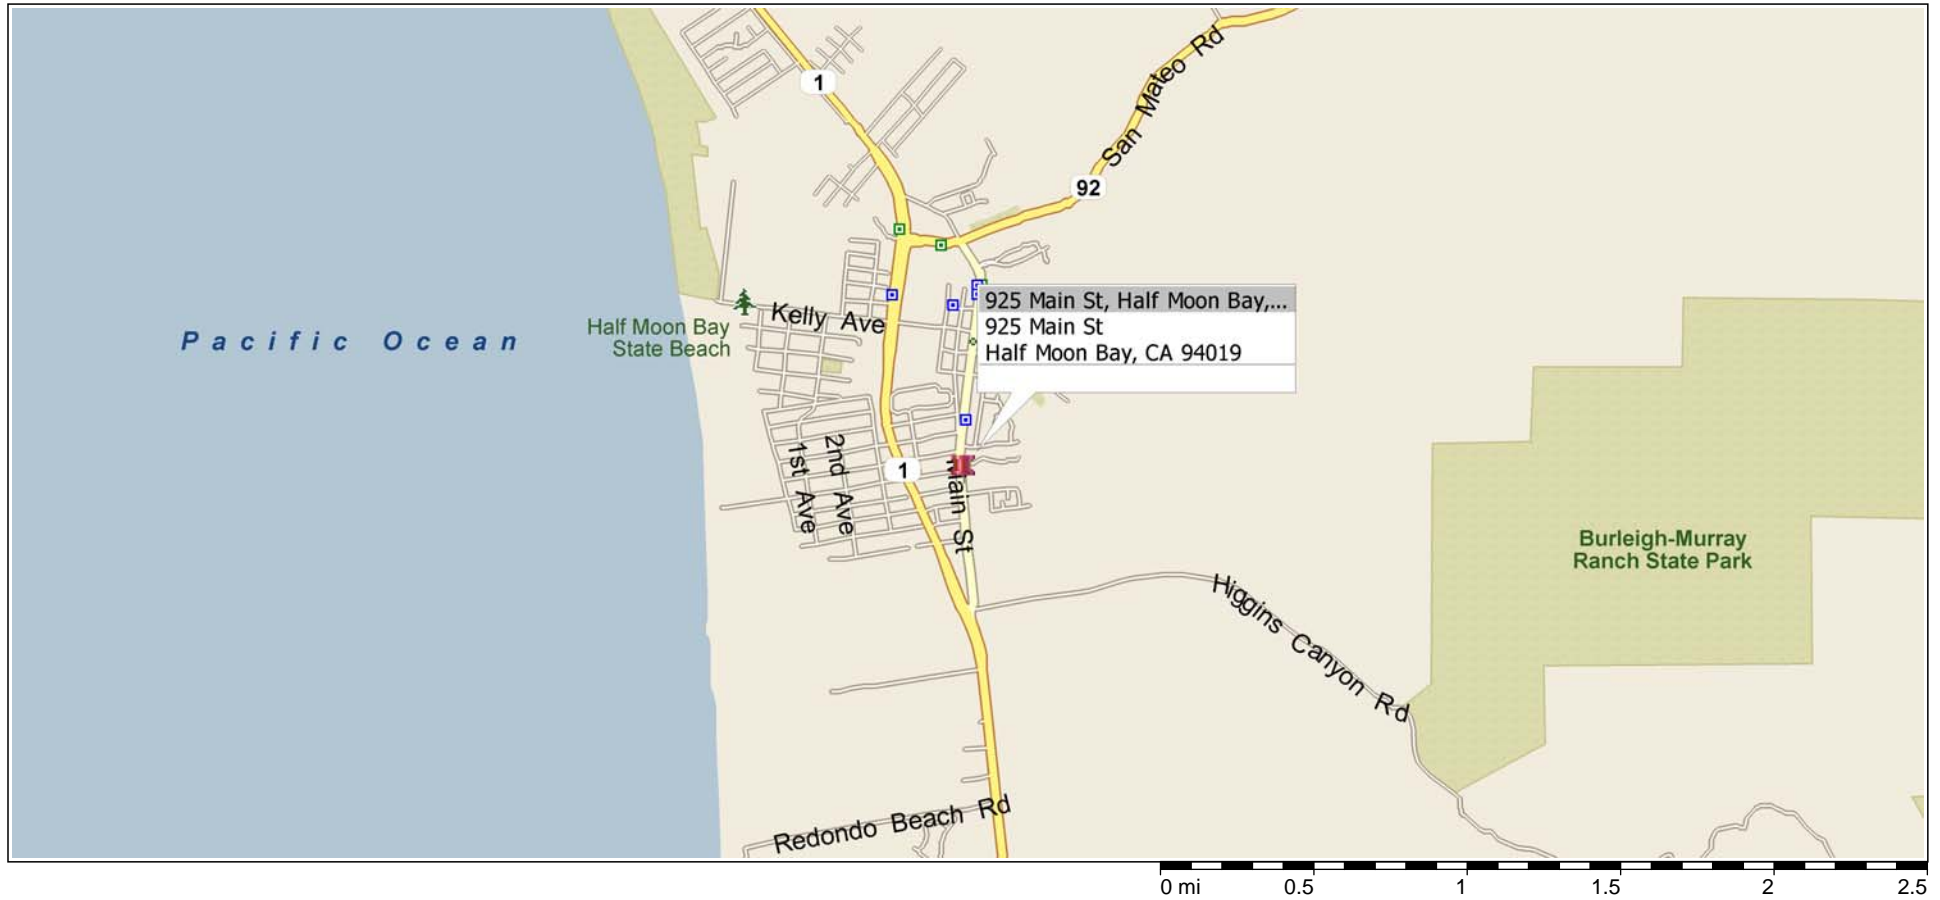 1
San Mateo Rd
92
925 Main St, Half Moon Bay,...
925 Main St
Half Moon Bay, CA 94019
Kelly Ave
Half Moon Bay
State Beach
Pacific Ocean
1st Ave
2nd Ave
1
Main St
Burleigh-Murray
Ranch State Park
Higgins Canyon Rd
Redondo Beach Rd
0 mi 0.5 1 1.5 2 2.5